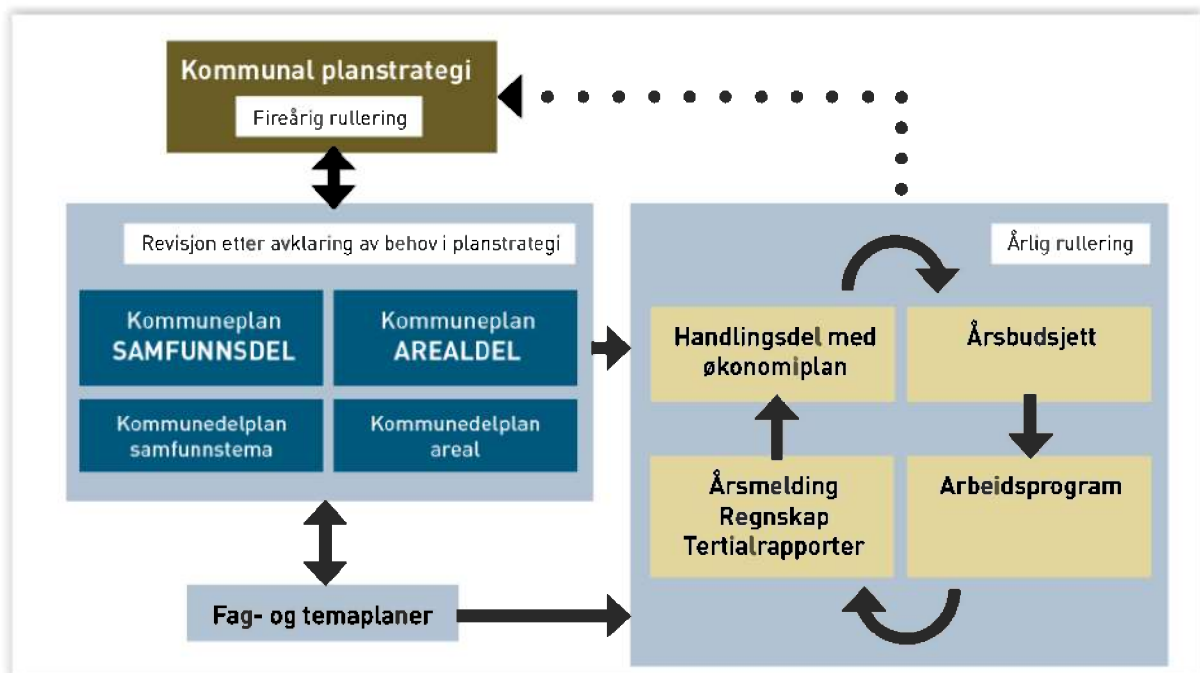 Kommunal planstrategi
Fireårig rullering
Revisjon etter avklaring av behov i planstrategi
Kommuneplan
SAMFUNNSDEL
Kommuneplan
AREALDEL
Kommunedelplan
samfunnstema
Kommunedelplan
areal
Fag- og temaplaner
Årlig rullering
Handlingsdel med
økonomiplan
Årsbudsjett
Årsmelding
Regnskap
Tertialrapporter
Arbeidsprogram